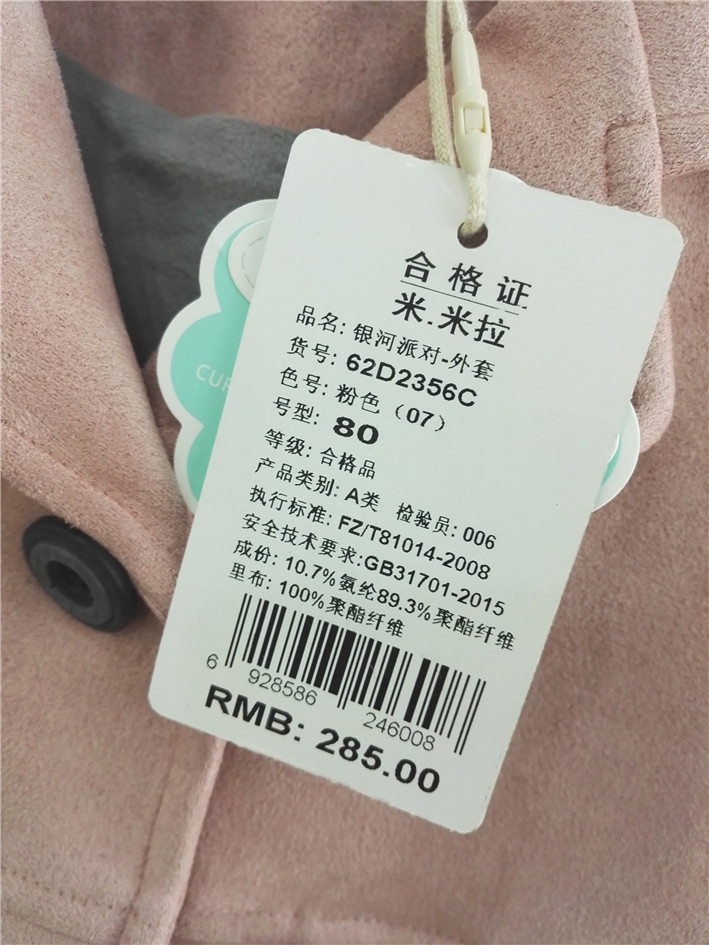 合格证
米.米拉
品名: 银河派对-外套
货号: 62D2356C
色号: 粉色（07）
号型: 80
等级: 合格品
产品类别: A类 检验员: 006
执行标准: FZ/T81014-2008
安全技术要求:GB31701-2015
成份: 10.7%氨纶89.3%聚酯纤维
里布: 100%聚酯纤维
6 928586 246008
RMB: 285.00